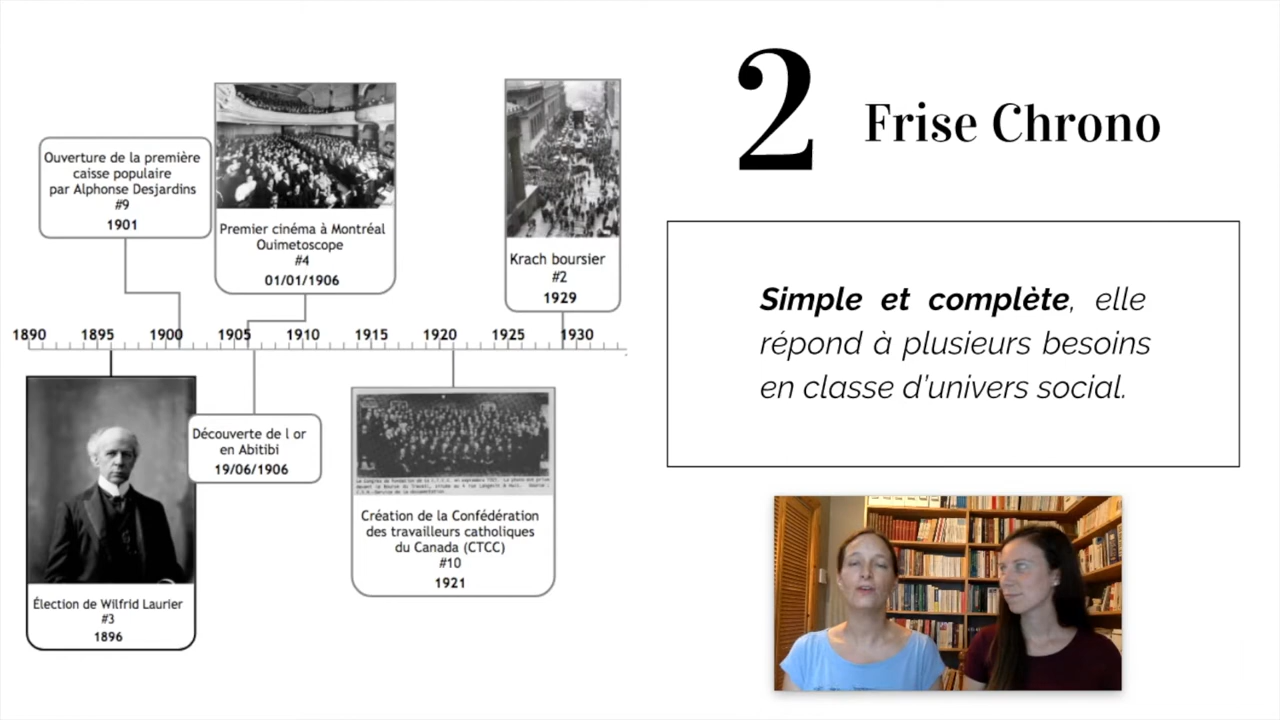 2 Frise Chrono
Simple et complète, elle
répond à plusieurs besoins
en classe d'univers social.
Ouverture de la première
caisse populaire
par Alphonse Desjardins
#9
1901
Premier cinéma à Montréal
Ouimetoscope
#4
01/01/1906
Krach boursier
#2
1929
1890 1895 1900 1905 1910 1915 1920 1925 1930
Élection de Wilfrid Laurier
#3
1896
Découverte de l or
en Abitibi
19/06/1906
Création de la Confédération
des travailleurs catholiques
du Canada (CTCC)
#10
1921